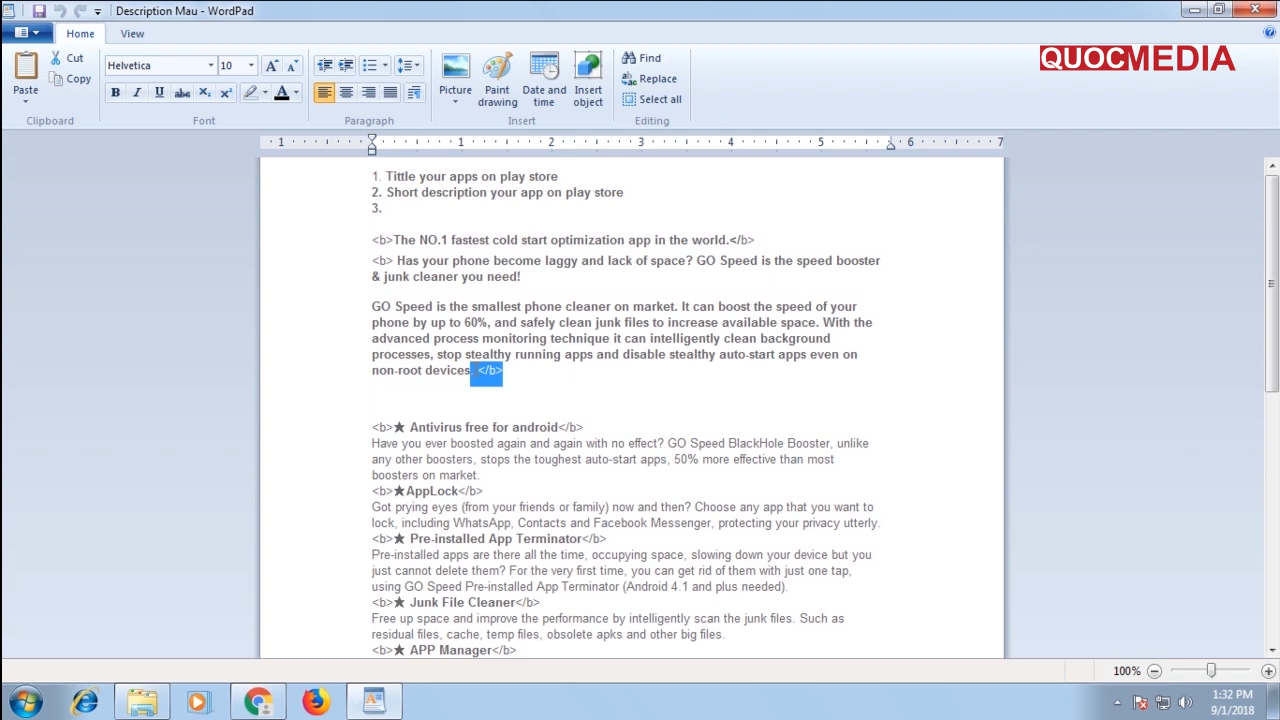 Description Mau - WordPad
Home View
QUOCMEDIA
Paste
Cut
Copy
Clipboard
Helvetica 10
B I U abc X₂ X² A
Font
Paragraph
Picture
Paint drawing
Date and time
Insert object
Insert
Find
Replace
Select all
Editing
1 1 2 3 4 5 6 7
1. Tittle your apps on play store
2. Short description your app on play store
3.
<b>The NO.1 fastest cold start optimization app in the world.</b>
<b> Has your phone become laggy and lack of space? GO Speed is the speed booster
& junk cleaner you need!
GO Speed is the smallest phone cleaner on market. It can boost the speed of your
phone by up to 60%, and safely clean junk files to increase available space. With the
advanced process monitoring technique it can intelligently clean background
processes, stop stealthy running apps and disable stealthy auto-start apps even on
non-root devices. </b>
<b>★ Antivirus free for android</b>
Have you ever boosted again and again with no effect? GO Speed BlackHole Booster, unlike
any other boosters, stops the toughest auto-start apps, 50% more effective than most
boosters on market.
<b>★AppLock</b>
Got prying eyes (from your friends or family) now and then? Choose any app that you want to
lock, including WhatsApp, Contacts and Facebook Messenger, protecting your privacy utterly.
<b>★ Pre-installed App Terminator</b>
Pre-installed apps are there all the time, occupying space, slowing down your device but you
just cannot delete them? For the very first time, you can get rid of them with just one tap,
using GO Speed Pre-installed App Terminator (Android 4.1 and plus needed).
<b>★ Junk File Cleaner</b>
Free up space and improve the performance by intelligently scan the junk files. Such as
residual files, cache, temp files, obsolete apks and other big files.
<b>★ APP Manager</b>
100%
1:32 PM
9/1/2018